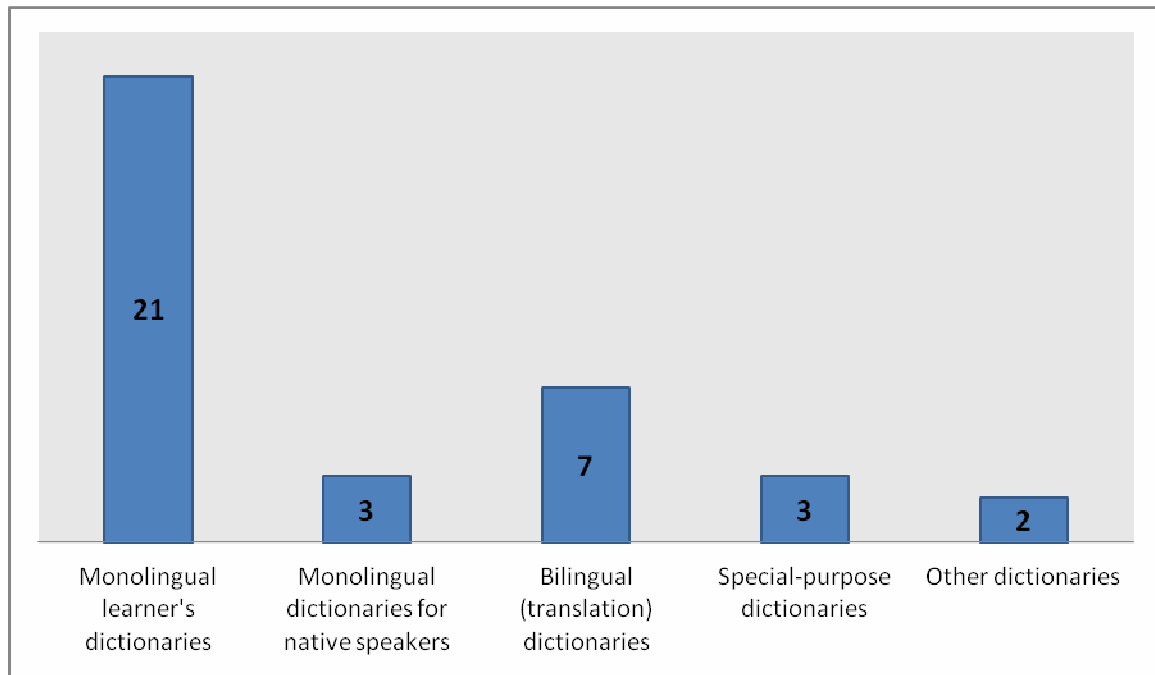 21
3
7
3
2
Monolingual
learner's
dictionaries
Monolingual
dictionaries for
native speakers
Bilingual
(translation)
dictionaries
Special-purpose
dictionaries
Other dictionaries